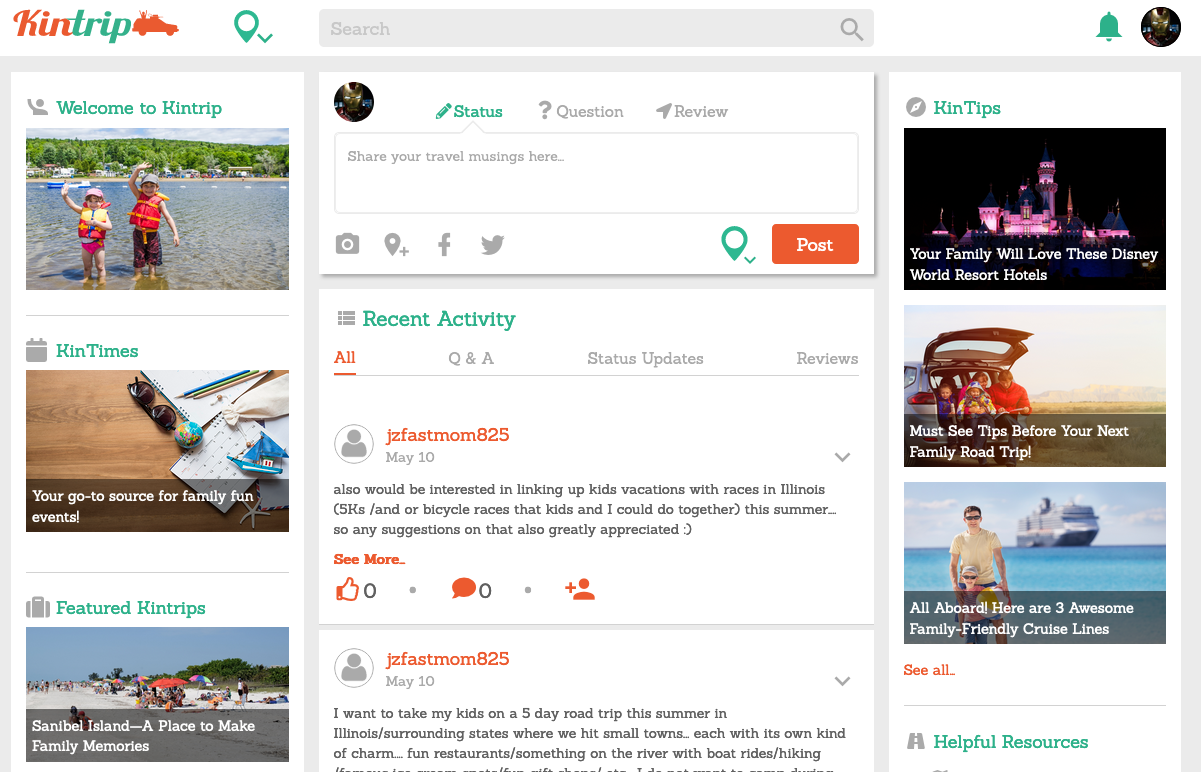 Kintrip
Search
Welcome to Kintrip
KinTimes
Your go-to source for family fun
events!
Featured Kintrips
Sanibel Island—A Place to Make
Family Memories
Status
Question
Review
Share your travel musings here...
Post
Recent Activity
All
Q & A
Status Updates
Reviews
jzfastmom825
May 10
also would be interested in linking up kids vacations with races in Illinois
(5Ks /and or bicycle races that kids and I could do together) this summer....
so any suggestions on that also greatly appreciated :)
See More...
0
0
jzfastmom825
May 10
I want to take my kids on a 5 day road trip this summer in
Illinois/surrounding states where we hit small towns... each with its own kind
of charm.... fun restaurants/something on the river with boat rides/hiking
KinTips
Your Family Will Love These Disney
World Resort Hotels
Must See Tips Before Your Next
Family Road Trip!
All Aboard! Here are 3 Awesome
Family-Friendly Cruise Lines
See all...
Helpful Resources